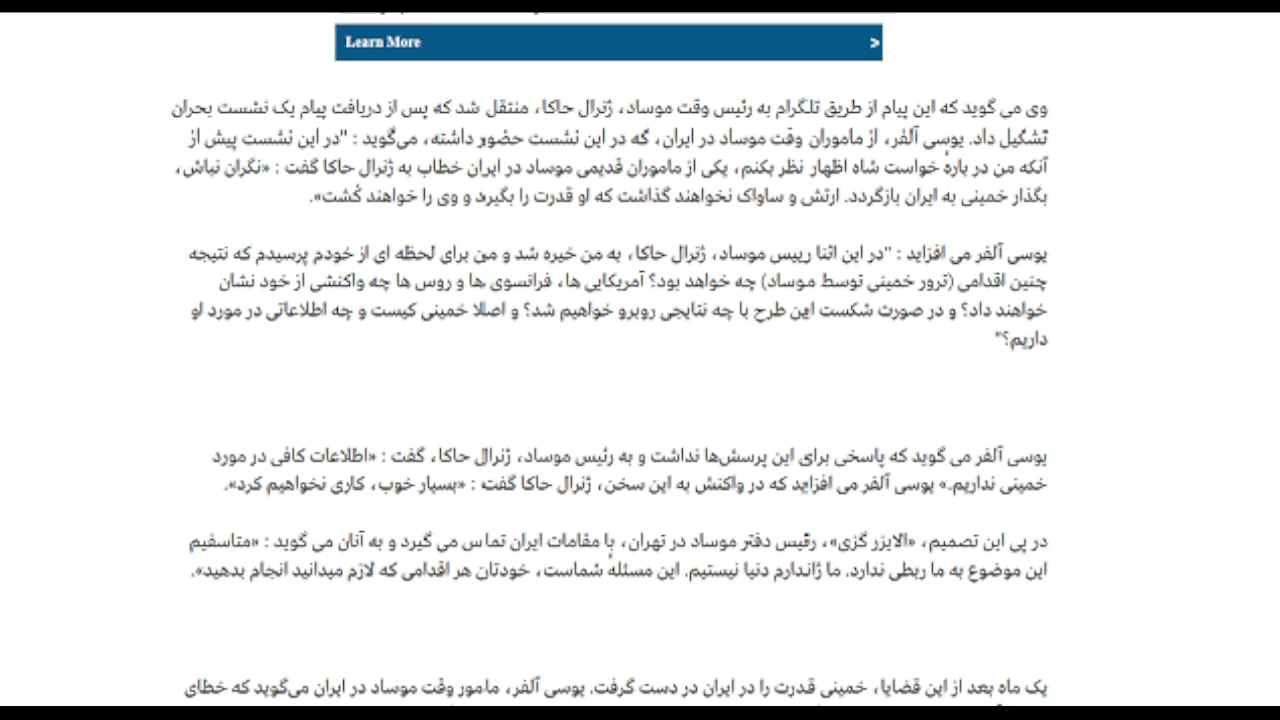 Learn More >
وی می گوید که این پیام از طریق تلگرام به رئیس وقت موساد، ژنرال حاکا، منتقل شد که پس از دریافت پیام یک نشست بحران
تشکیل داد. یوسی آلفر، از ماموران وقت موساد در ایران، که در این نشست حضور داشته، می‌گوید : "در این نشست پیش از
آنکه من در بارهٔ خواست شاه اظهار نظر بکنم، یکی از ماموران قدیمی موساد در ایران خطاب به ژنرال حاکا گفت : «نگران نباش،
بگذار خمینی به ایران بازگردد. ارتش و ساواک نخواهند گذاشت که او قدرت را بگیرد و وی را خواهند کُشت».
یوسی آلفر می افزاید : "در این اثنا رییس موساد، ژنرال حاکا، به من خیره شد و من برای لحظه ای از خودم پرسیدم که نتیجه
چنین اقدامی (ترور خمینی توسط موساد) چه خواهد بود؟ آمریکایی ها، فرانسوی ها و روس ها چه واکنشی از خود نشان
خواهند داد؟ و در صورت شکست این طرح با چه نتایجی روبرو خواهیم شد؟ و اصلا خمینی کیست و چه اطلاعاتی در مورد او
داریم؟"
یوسی آلفر می گوید که پاسخی برای این پرسش‌ها نداشت و به رئیس موساد، ژنرال حاکا، گفت : «اطلاعات کافی در مورد
خمینی نداریم.» یوسی آلفر می افزاید که در واکنش به این سخن، ژنرال حاکا گفت : «بسیار خوب، کاری نخواهیم کرد».
در پی این تصمیم، «الایزر گزی»، رئیس دفتر موساد در تهران، با مقامات ایران تماس می گیرد و به آنان می گوید : «متاسفیم
این موضوع به ما ربطی ندارد. ما ژاندارم دنیا نیستیم. این مسئلهٔ شماست، خودتان هر اقدامی که لازم میدانید انجام بدهید».
یک ماه بعد از این قضایا، خمینی قدرت را در ایران در دست گرفت. یوسی آلفر، مامور وقت موساد در ایران می‌گوید که خطای